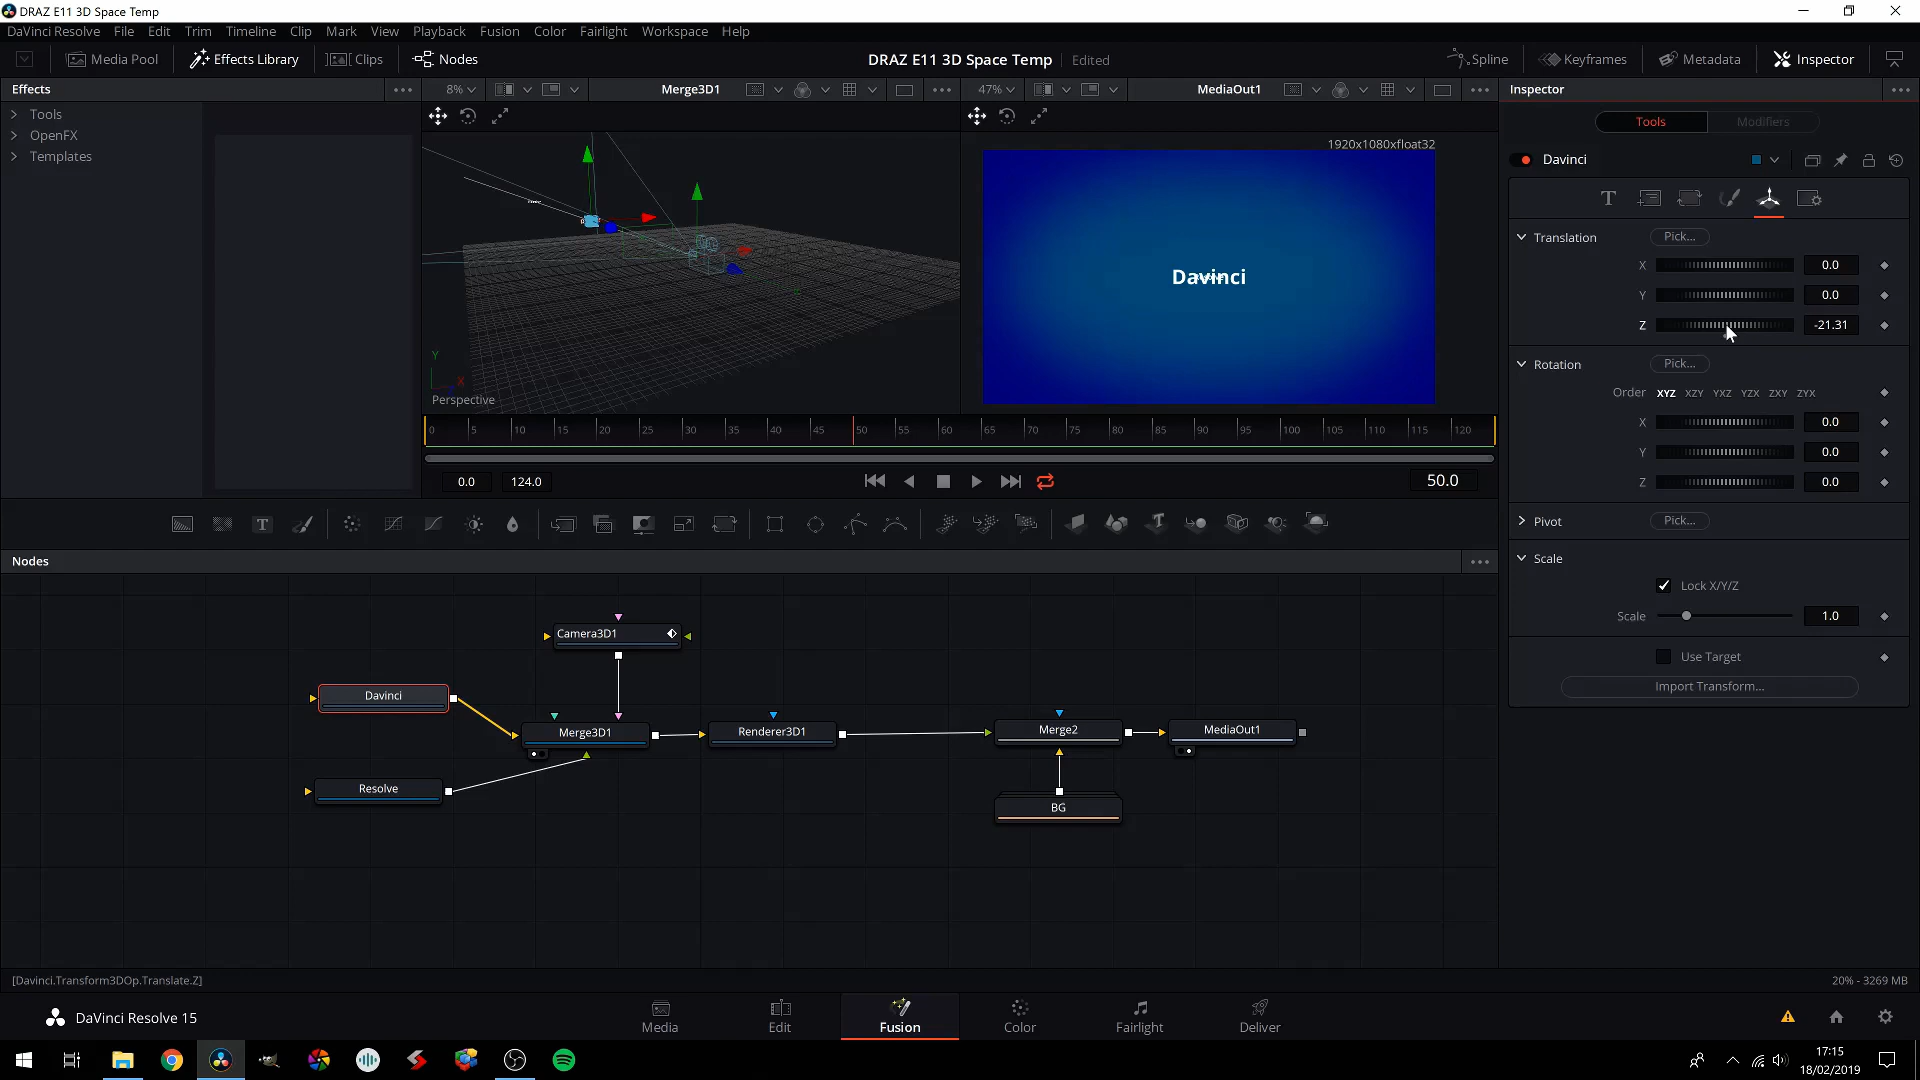 DRAZ E11 3D Space Temp
DaVinci Resolve File Edit Trim Timeline Clip Mark View Playback Fusion Color Fairlight Workspace Help
Media Pool Effects Library Clips Nodes DRAZ E11 3D Space Temp Edited Spline Keyframes Metadata Inspector
Effects 8% Merge3D1 47% MediaOut1 Inspector
Tools
OpenFX
Templates
1920x1080xfloat32
Davinci
Y
X
Perspective
Tools Modifiers
Davinci
Translation Pick...
X 0.0
Y 0.0
Z -21.31
Rotation Pick...
Order XYZ XZY YXZ YZX ZXY ZYX
X 0.0
Y 0.0
Z 0.0
Pivot Pick...
Scale
Lock X/Y/Z
Scale 1.0
Use Target
Import Transform...
0 5 10 15 20 25 30 35 40 45 50 55 60 65 70 75 80 85 90 95 100 105 110 115 120
0.0 124.0 50.0
Nodes
Camera3D1
Davinci
Merge3D1
Renderer3D1
Merge2
MediaOut1
Resolve
BG
[Davinci.Transform3DOp.Translate.Z]
20% - 3269 MB
DaVinci Resolve 15
Media Edit Fusion Color Fairlight Deliver
17:15
18/02/2019